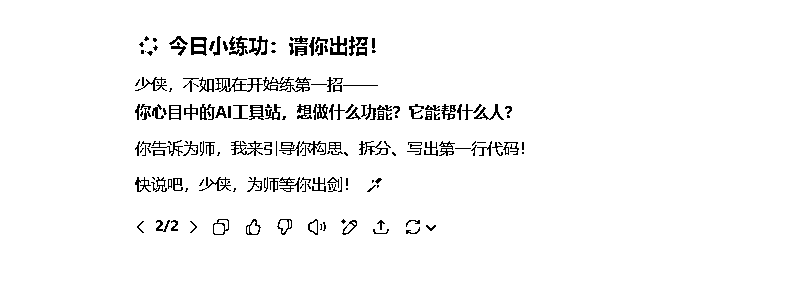 今日小练功：请你出招！
少侠，不如现在开始练第一招——
你心目中的AI工具站，想做什么功能？它能帮什么人？
你告诉为师，我来引导你构思、拆分、写出第一行代码！
快说吧，少侠，为师等你出剑！
2/2